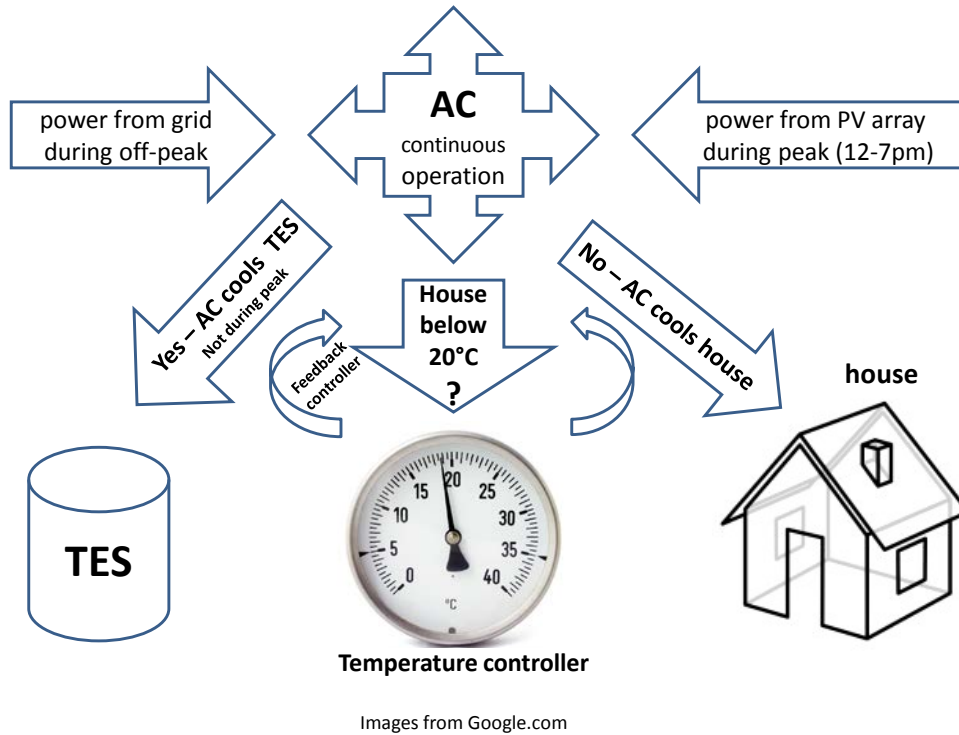 power from grid
during off-peak
AC
continuous
operation
power from PV array
during peak (12-7pm)
Yes – AC cools TES
Not during peak
Feedback
controller
House
below
20°C
?
No – AC cools house
house
TES
0
5
10
15
20
25
30
35
40
°C
Temperature controller
Images from Google.com